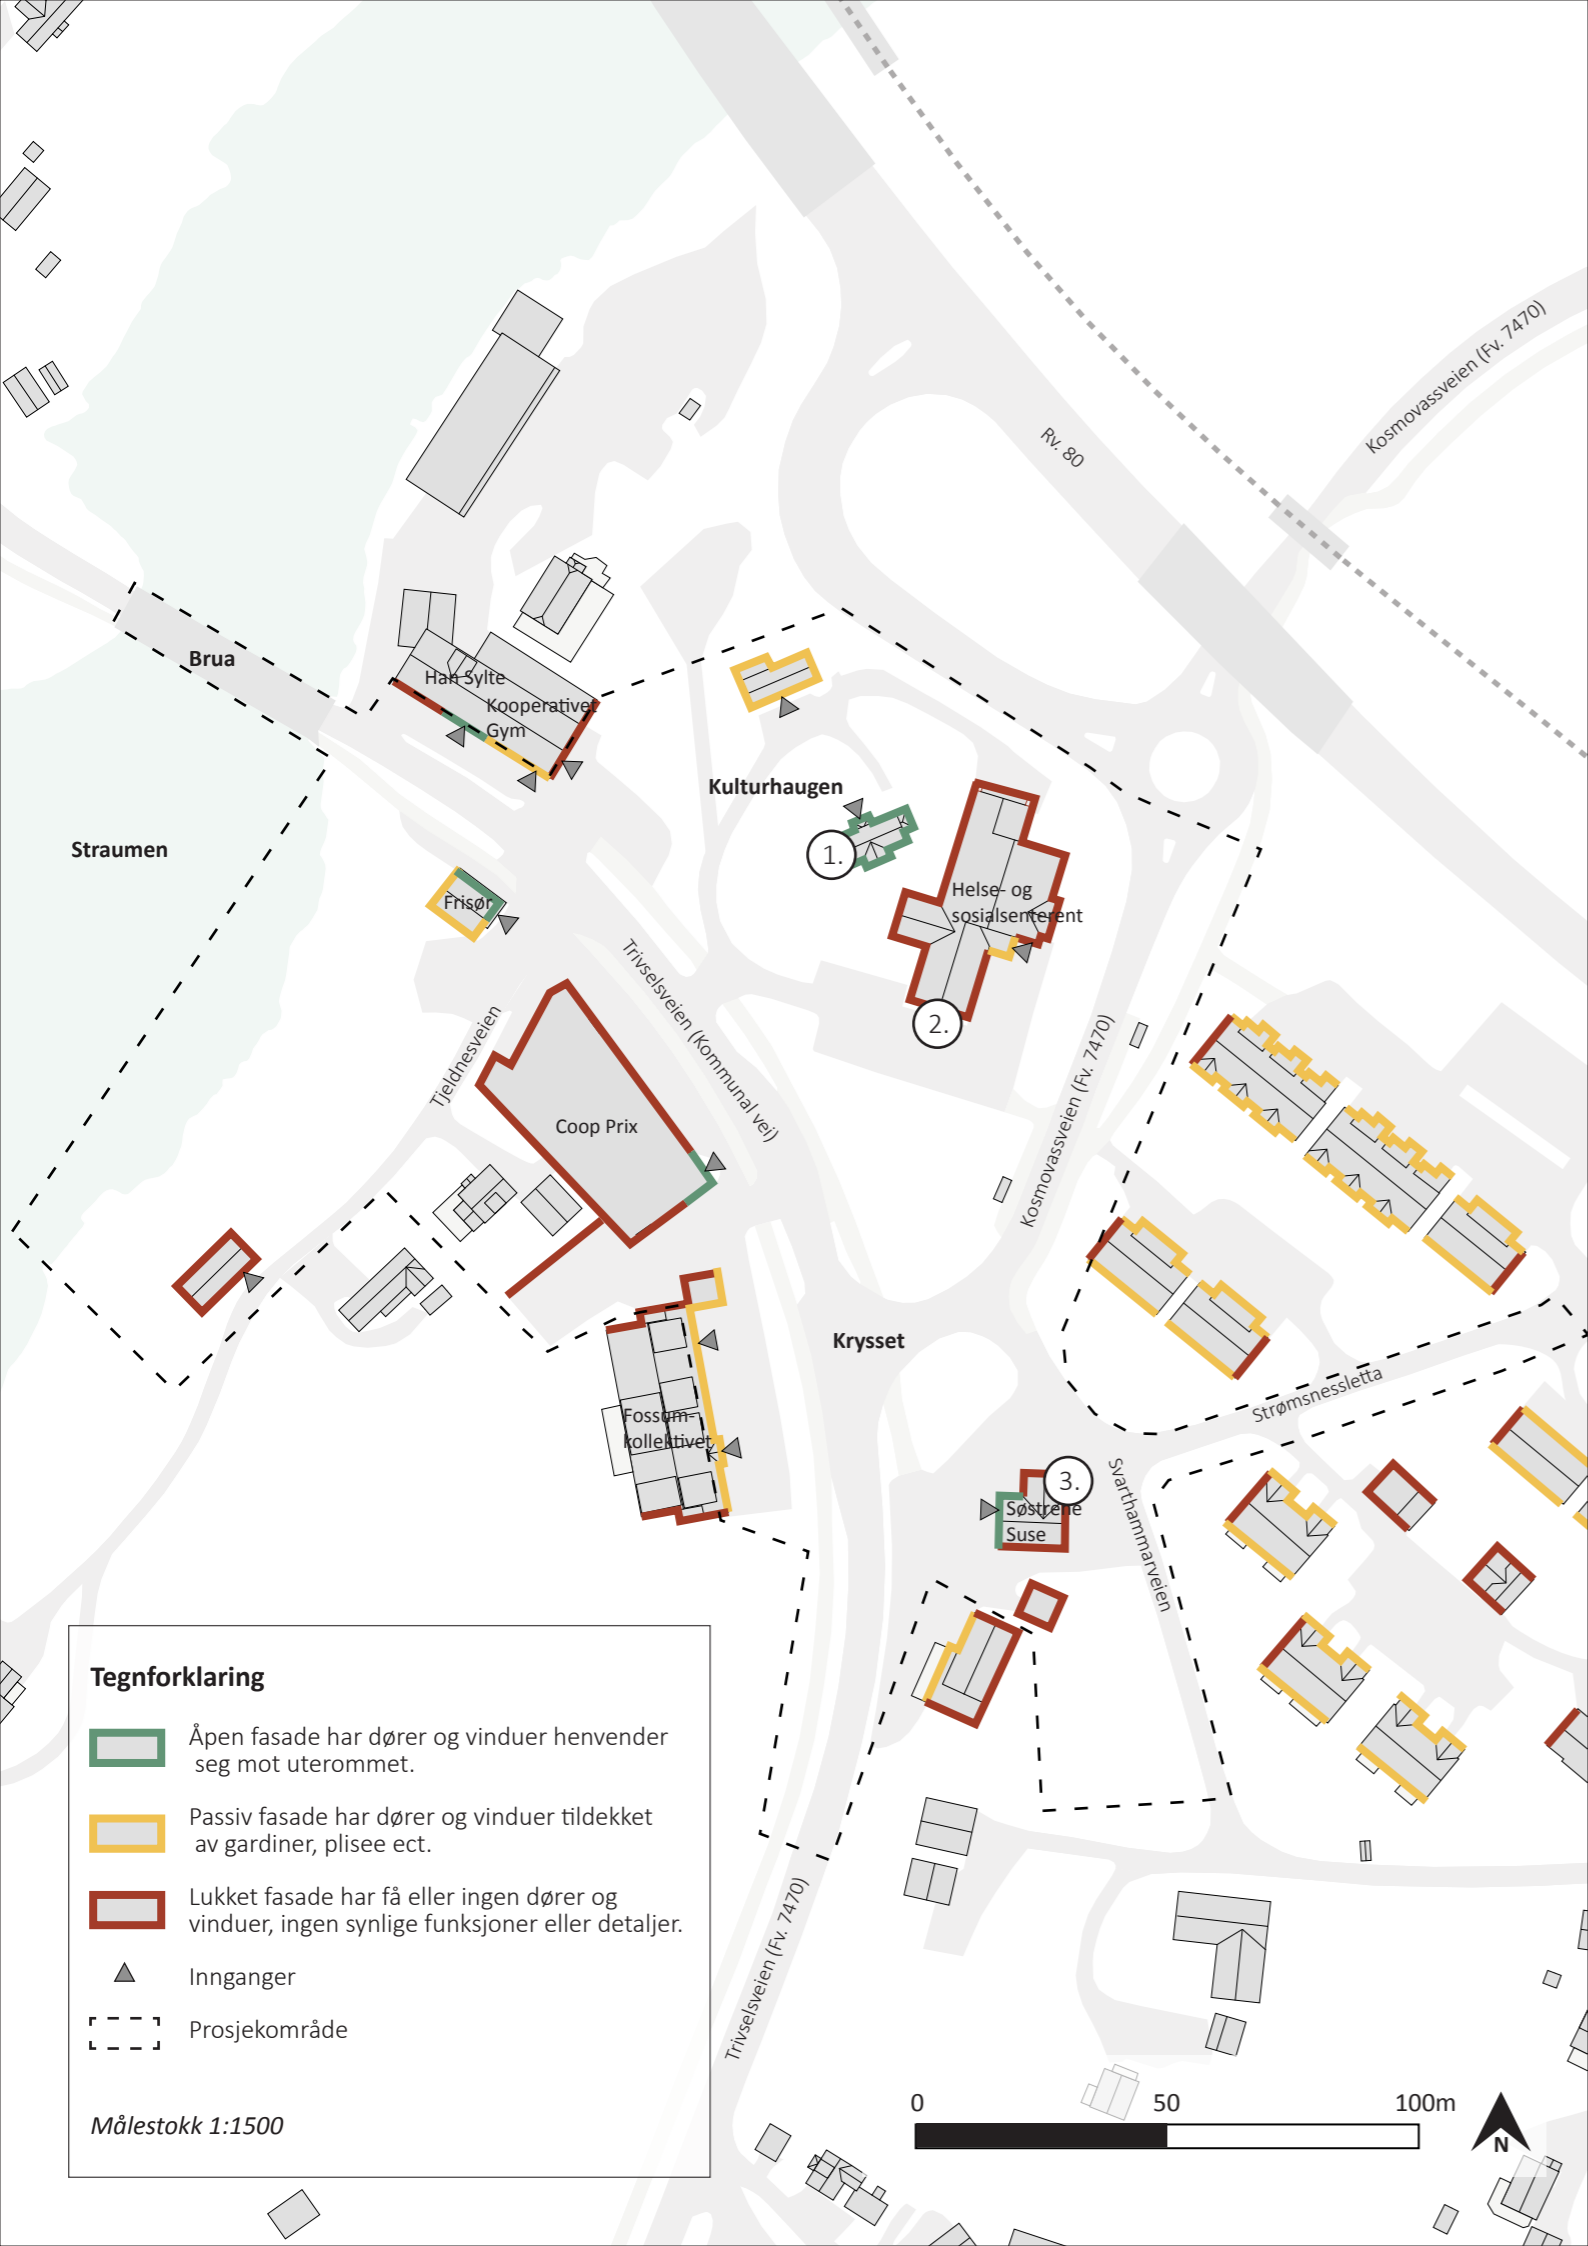 Kosmovassveien (Fv. 7470)
Rv. 80
Brua
Han Sylte
Kooperativet
Gym
Kulturhaugen
Straumen
1.
Helse- og
sosialsenterent
Frisør
2.
Trivselsveien (Kommunal vei)
Tjeldnesveien
Coop Prix
Kosmovassveien (Fv. 7470)
Krysset
Strømsnessletta
Fossum-
kollektivet
3.
Søstrene
Suse
Svarthammarveien
Trivselsveien (Fv. 7470)
Tegnforklaring
Åpen fasade har dører og vinduer henvender
seg mot uterommet.
Passiv fasade har dører og vinduer tildekket
av gardiner, plisee ect.
Lukket fasade har få eller ingen dører og
vinduer, ingen synlige funksjoner eller detaljer.
Innganger
Prosjekområde
Målestokk 1:1500
0 50 100m
N